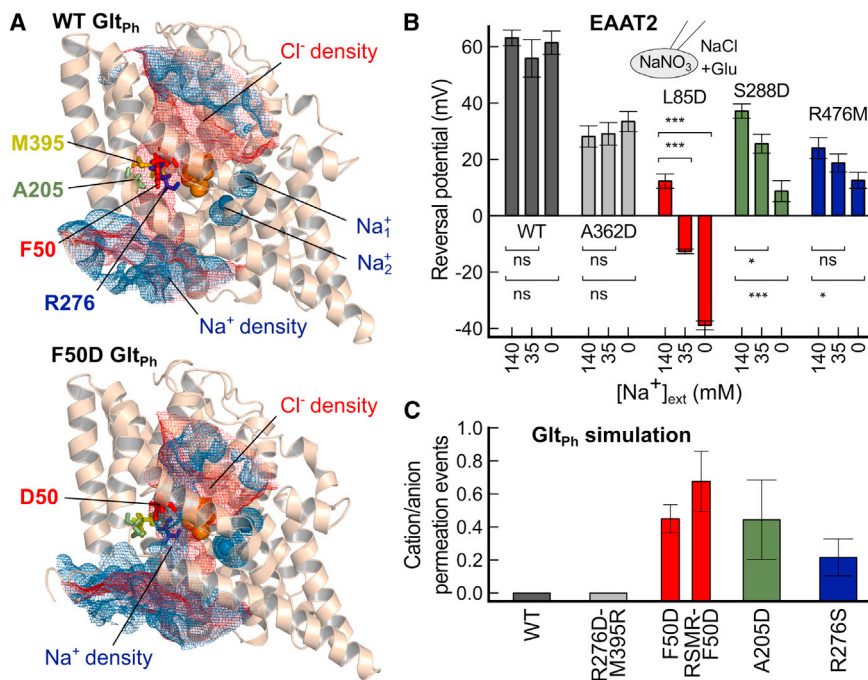 A
WT GltPh
Cl- density
M395
A205
F50
R276
Na+ density
Na1+
Na2+
F50D GltPh
Cl- density
D50
Na+ density
B
EAAT2
NaNO3
NaCl
+Glu
Reversal potential (mV)
60
40
20
0
-20
-40
WT
A362D
L85D
S288D
R476M
***
***
ns
ns
ns
ns
*
***
ns
*
140 35 0 140 35 0 140 35 0 140 35 0 140 35 0
[Na+]ext (mM)
C
GltPh simulation
Cation/anion
permeation events
1.0
0.8
0.6
0.4
0.2
0.0
WT
R276D-
M395R
F50D
RSMR-
F50D
A205D
R276S